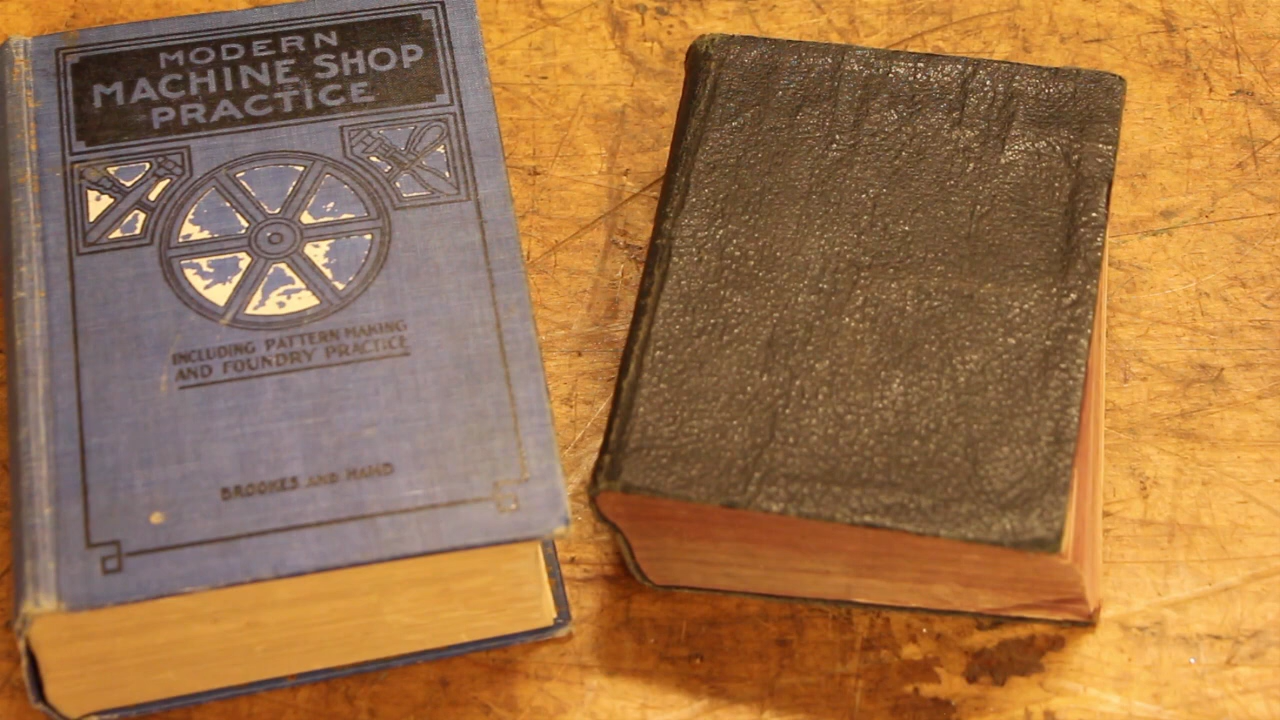 MODERN
MACHINE SHOP
PRACTICE
INCLUDING PATTERN MAKING
AND FOUNDRY PRACTICE
BROOKES AND HAND